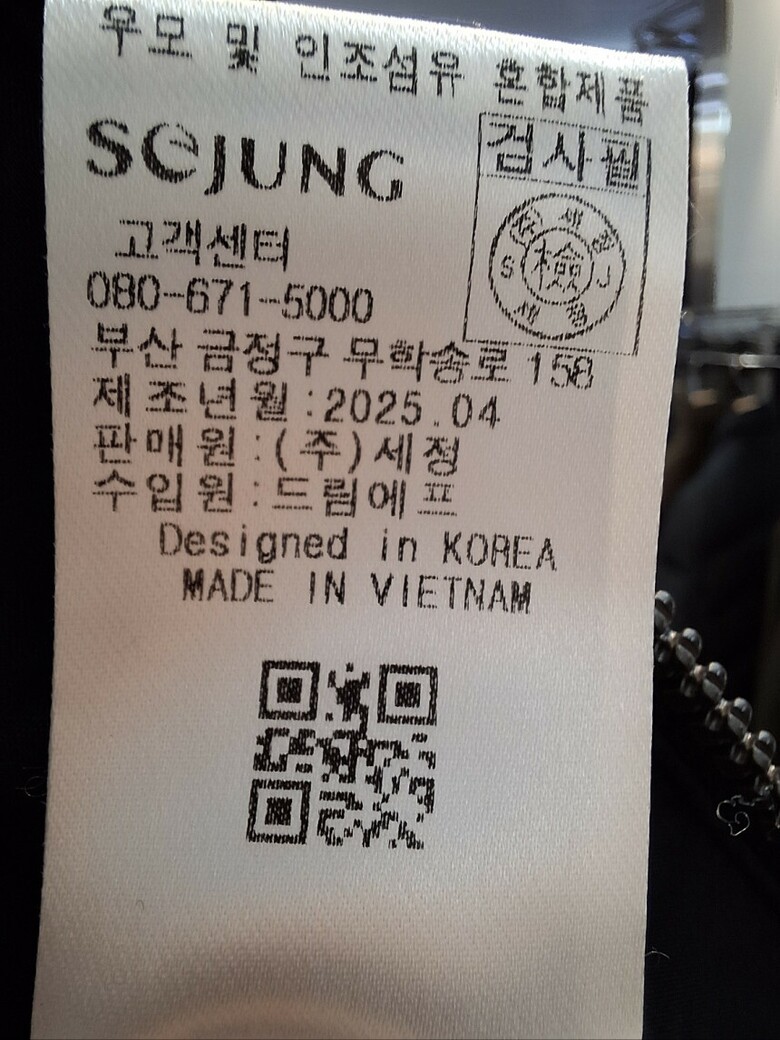 우모 및 인조섬유 혼합제품
SEJUNG
검사필
檢
고객센터
080-671-5000
부산 금정구 무학송로 158
제조년월:2025.04
판매원:(주)세정
수입원:드림에프
Designed in KOREA
MADE IN VIETNAM